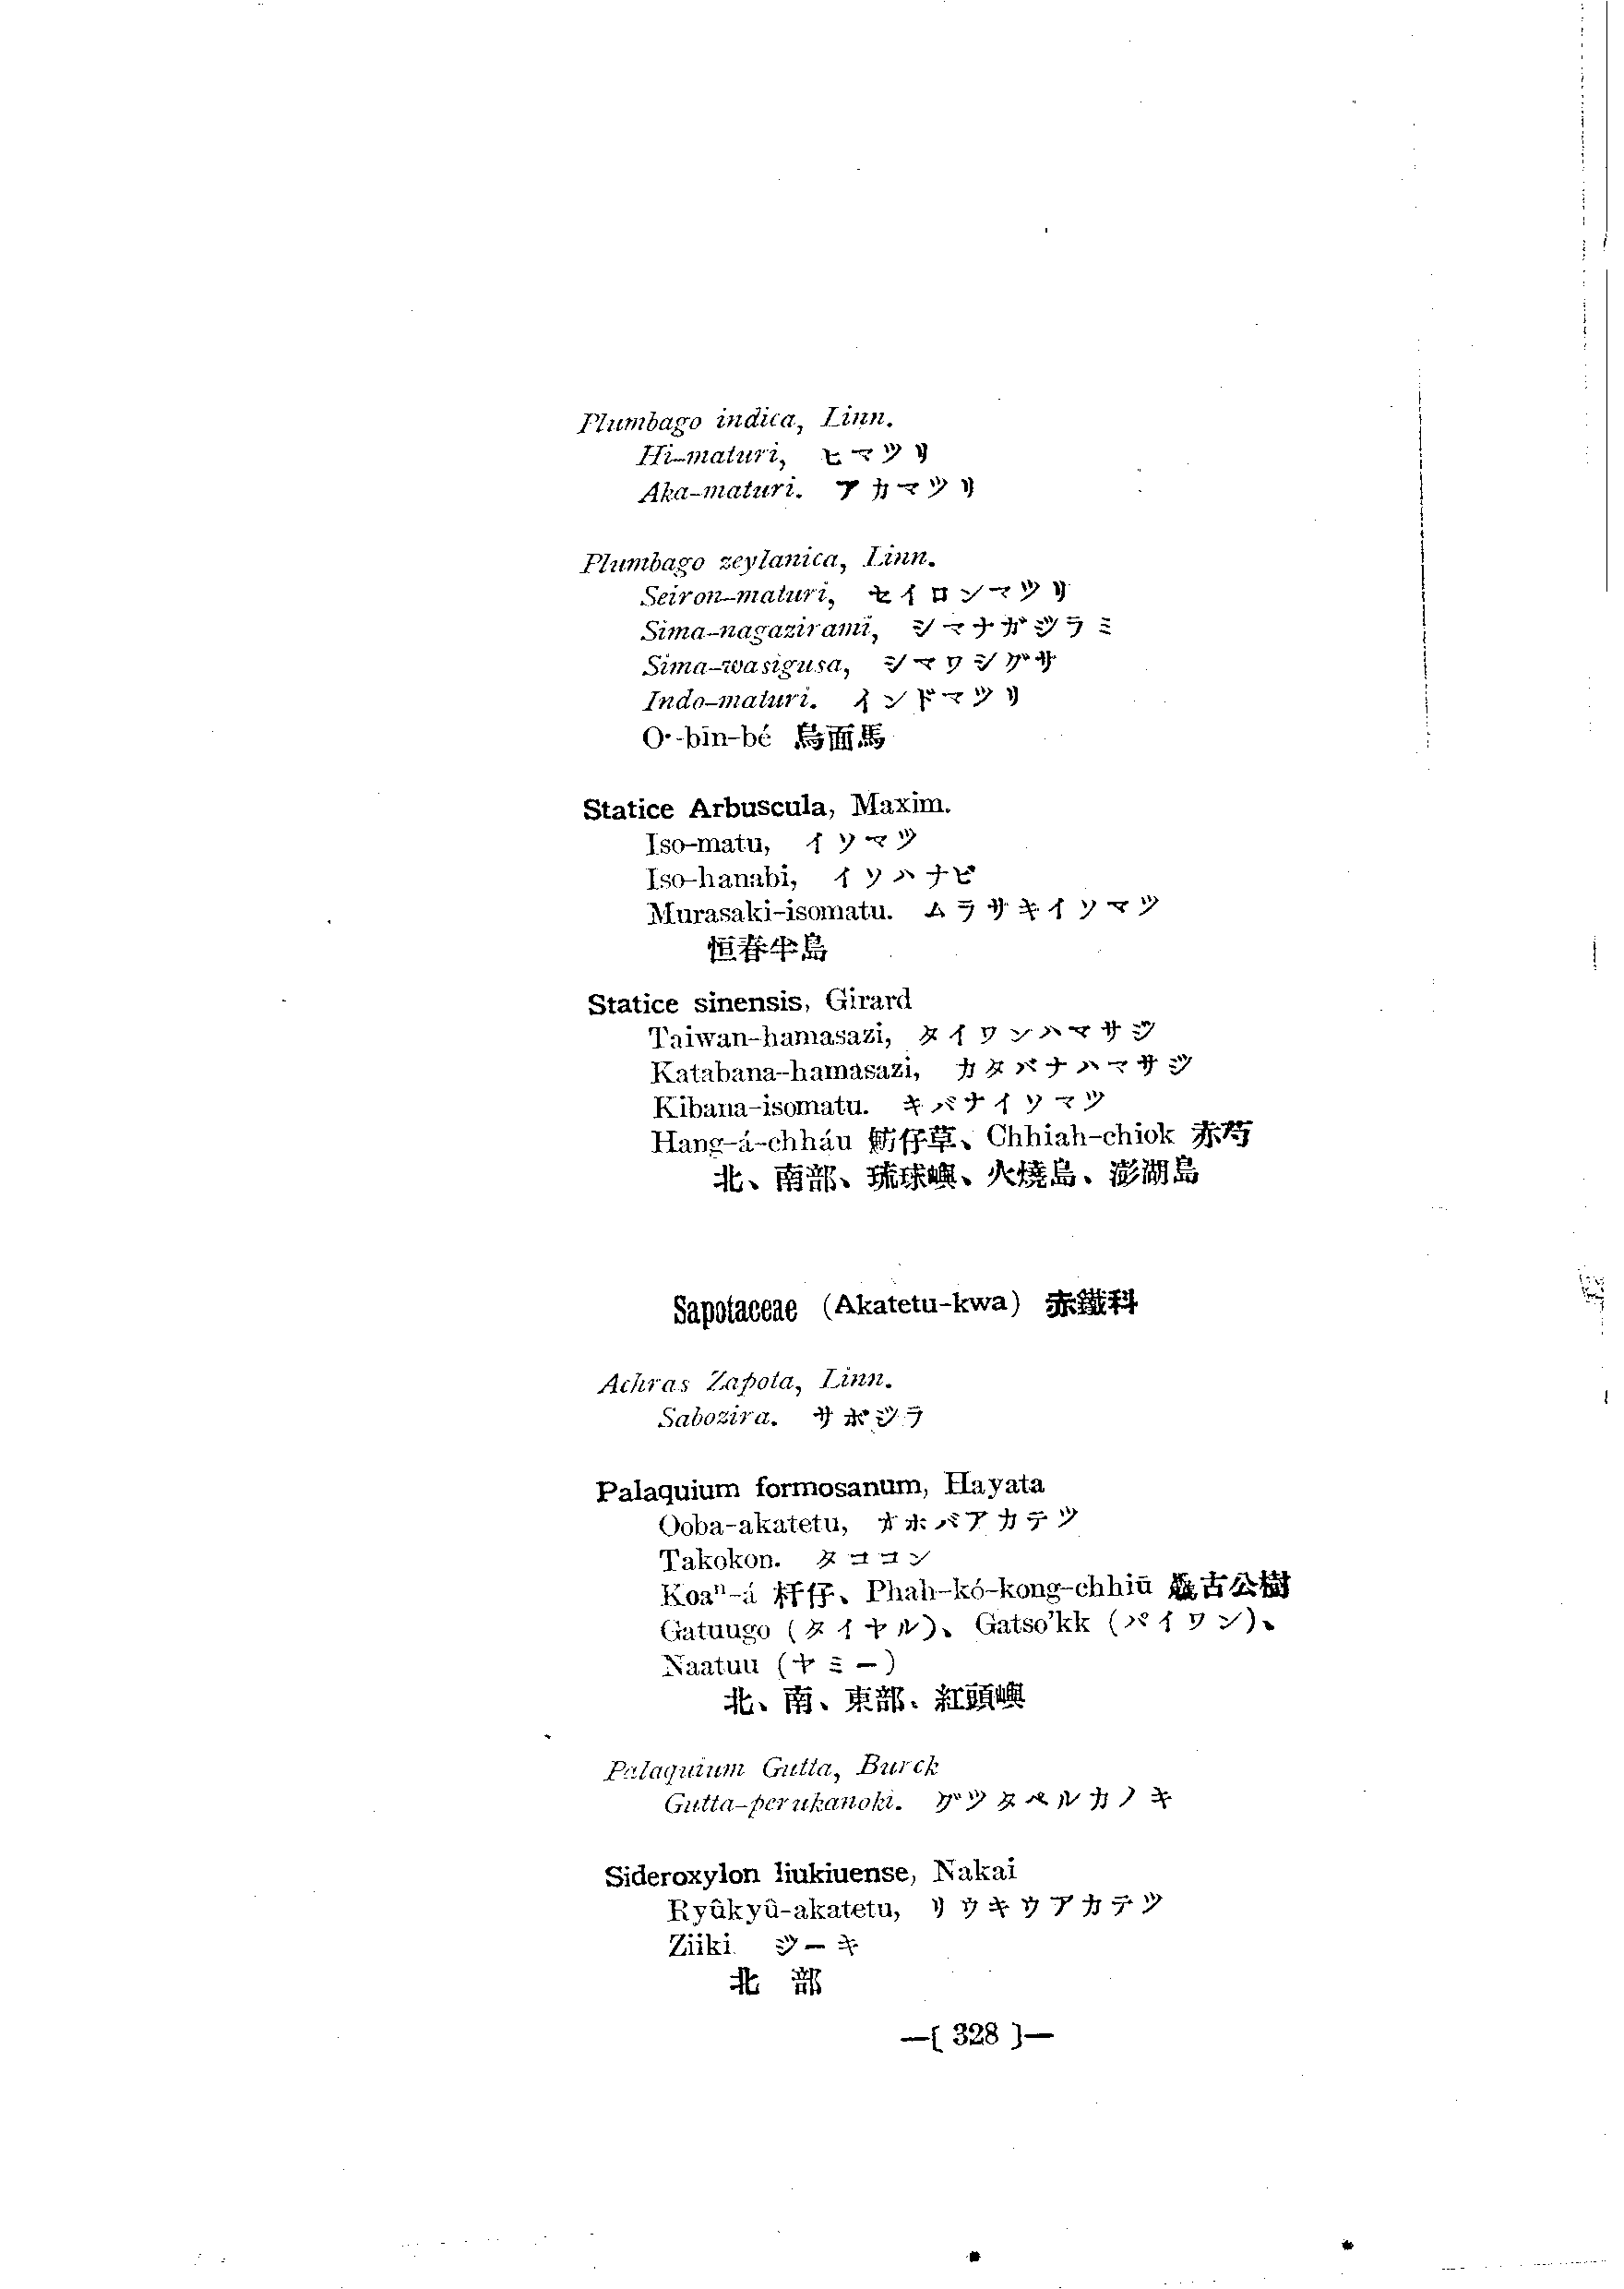 Plumbago indica, Linn.
Hi-maturi, ヒマツリ
Aka-maturi. アカマツリ
Plumbago zeylanica, Linn.
Seiron-maturi, セイロンマツリ
Sima-nagazirami, シマナガジラミ
Sima-wasigusa, シマワシグサ
Indo-maturi. インドマツリ
O·-bīn-bé 烏面馬
Statice Arbuscula, Maxim.
Iso-matu, イソマツ
Iso-hanabi, イソハナビ
Murasaki-isomatu. ムラサキイソマツ
恒春半島
Statice sinensis, Girard
Taiwan-hamasazi, タイワンハマサジ
Katabana-hamasazi, カタバナハマサジ
Kibana-isomatu. キバナイソマツ
Hang-á-chháu 魴仔草、Chhiah-chiok 赤芍
北、南部、琉球嶼、火燒島、澎湖島
Sapotaceae (Akatetu-kwa) 赤鐵科
Achras Zapota, Linn.
Sabozira. サボジラ
Palaquium formosanum, Hayata
Ooba-akatetu, オホバアカテツ
Takokon. タココン
Koaⁿ-á 杆仔、Phah-kó-kong-chhiū 古公樹
Gatuugo (タイヤル)、Gatso'kk (パイワン)、
Naatuu (ヤミー)
北、南、東部、紅頭嶼
Palaquium Gutta, Burck
Gutta-perukanoki. グツタペルカノキ
Sideroxylon liukiuense, Nakai
Ryûkyû-akatetu, リウキウアカテツ
Ziiki ジーキ
北 部
—[ 328 ]—